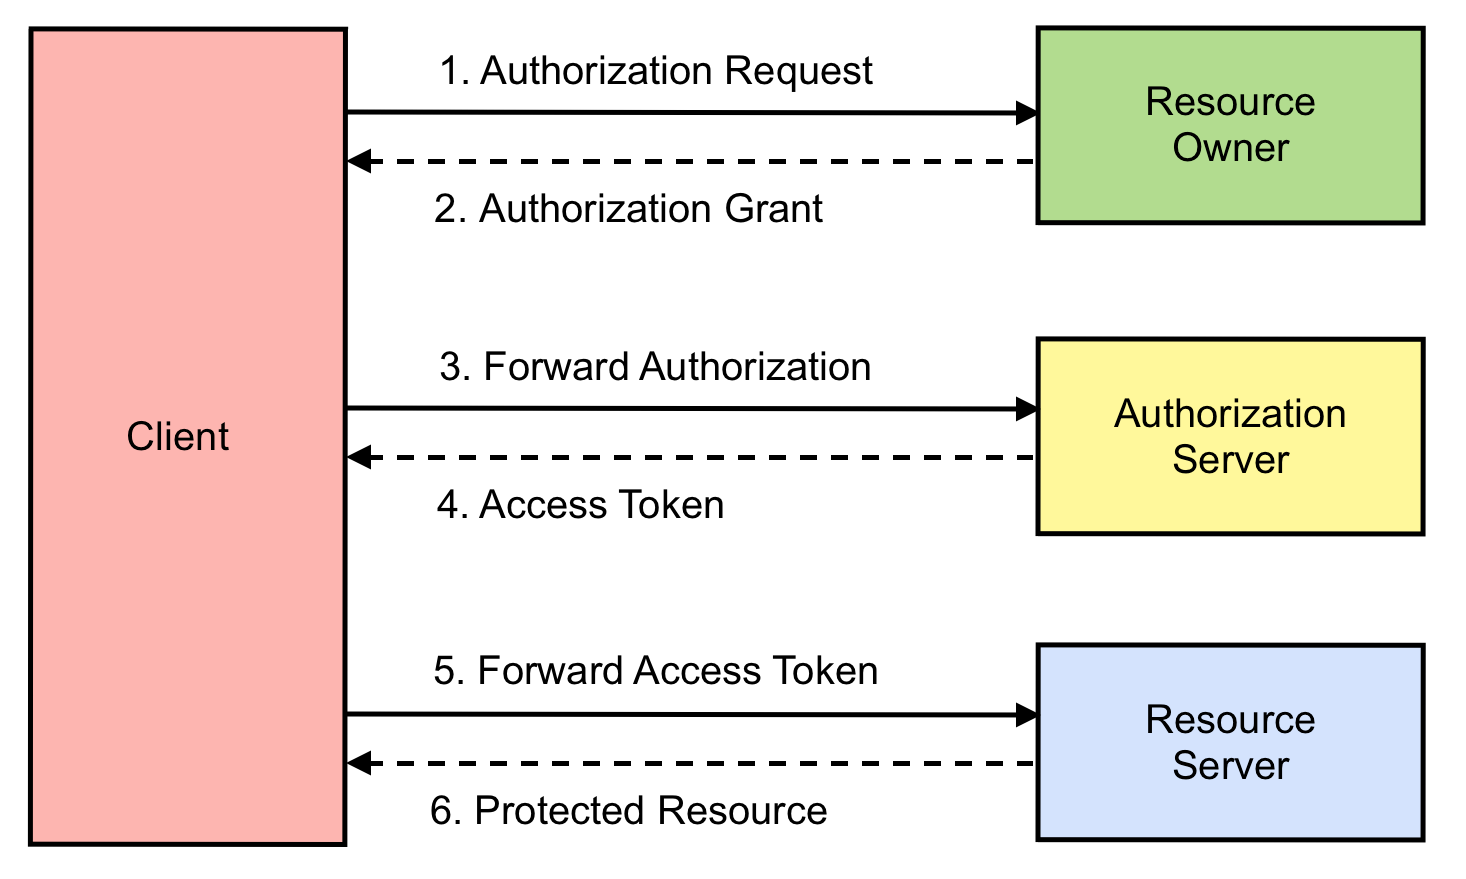 1. Authorization Request
Resource
Owner
2. Authorization Grant
3. Forward Authorization
Client
Authorization
Server
4. Access Token
5. Forward Access Token
Resource
Server
6. Protected Resource